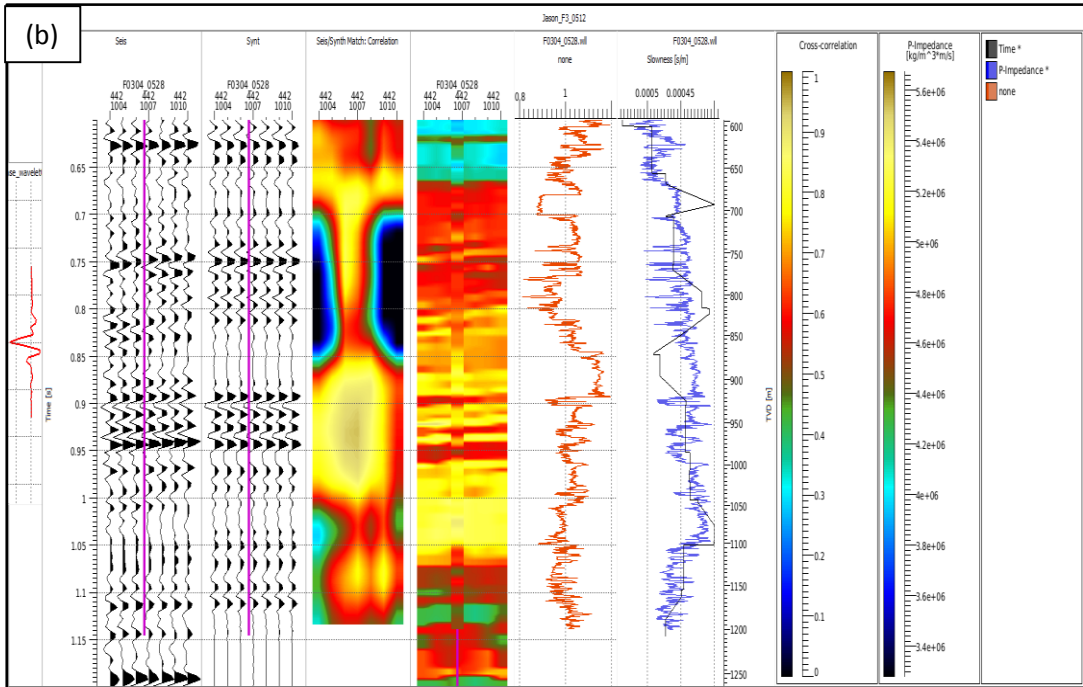 (b)
Jason_F3_0512
Seis
Synt
Seis/Synth Match: Correlation
F0304_0528.wll
F0304_0528.wll
none
Slowness [s/m]
Cross-correlation
P-Impedance
[kg/m^3*m/s]
Time *
P-Impedance *
none
F0304_0528
F0304_0528
F0304_0528
442 442 442
1004 1007 1010
442 442 442
1004 1007 1010
442 442 442
1004 1007 1010
442 442 442
1004 1007 1010
0.8 1
0.0005 0.00045
Time [s]
0.65
0.7
0.75
0.8
0.85
0.9
0.95
1
1.05
1.1
1.15
TVD [m]
600
650
700
750
800
850
900
950
1000
1050
1100
1150
1200
1250
1
0.9
0.8
0.7
0.6
0.5
0.4
0.3
0.2
0.1
0
5.6e+06
5.4e+06
5.2e+06
5e+06
4.8e+06
4.6e+06
4.4e+06
4.2e+06
4e+06
3.8e+06
3.6e+06
3.4e+06